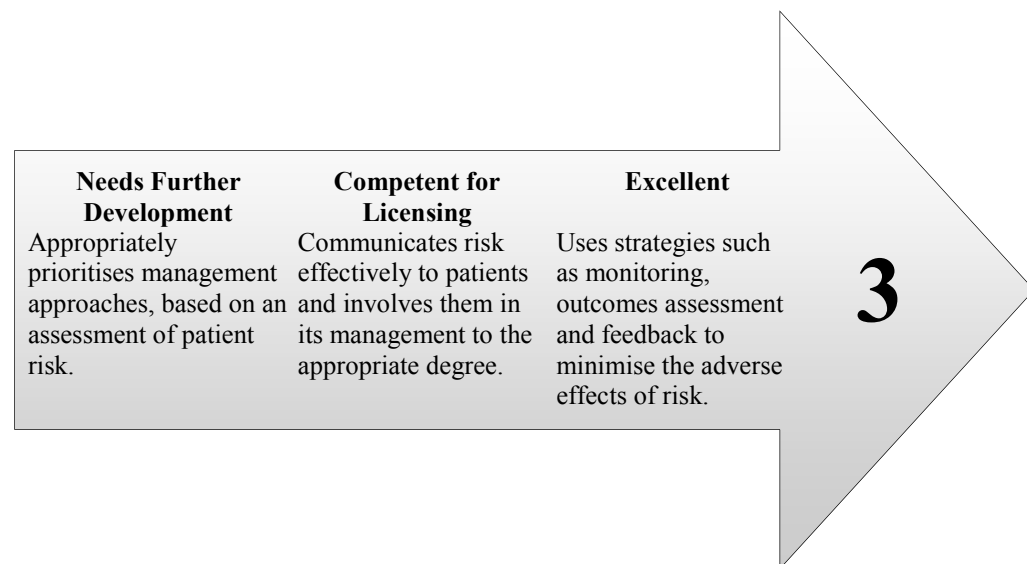 Needs Further
Development
Appropriately
prioritises management
approaches, based on an
assessment of patient
risk.
Competent for
Licensing
Communicates risk
effectively to patients
and involves them in
its management to the
appropriate degree.
Excellent
Uses strategies such
as monitoring,
outcomes assessment
and feedback to
minimise the adverse
effects of risk.
3